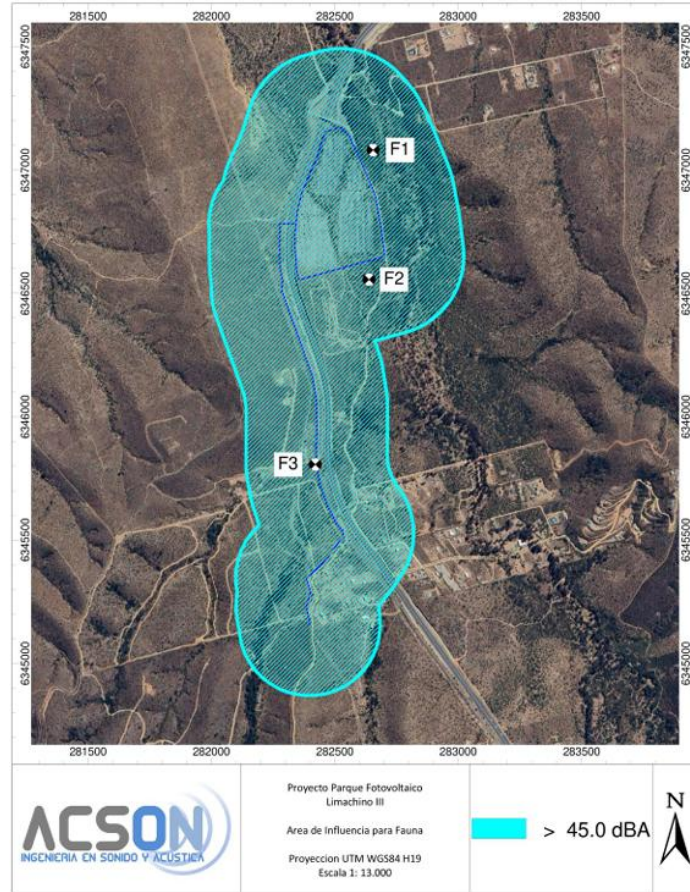 281500 282000 282500 283000 283500
6347500 6347500
F1
6347000 6347000
F2
6346500 6346500
6346000 6346000
F3
6345500 6345500
6345000 6345000
281500 282000 282500 283000 283500
ACSON
INGENIERIA EN SONIDO Y ACÚSTICA
Proyecto Parque Fotovoltaico
Limachino III
Area de Influencia para Fauna
Proyeccion UTM WGS84 H19
Escala 1: 13.000
> 45.0 dBA
N